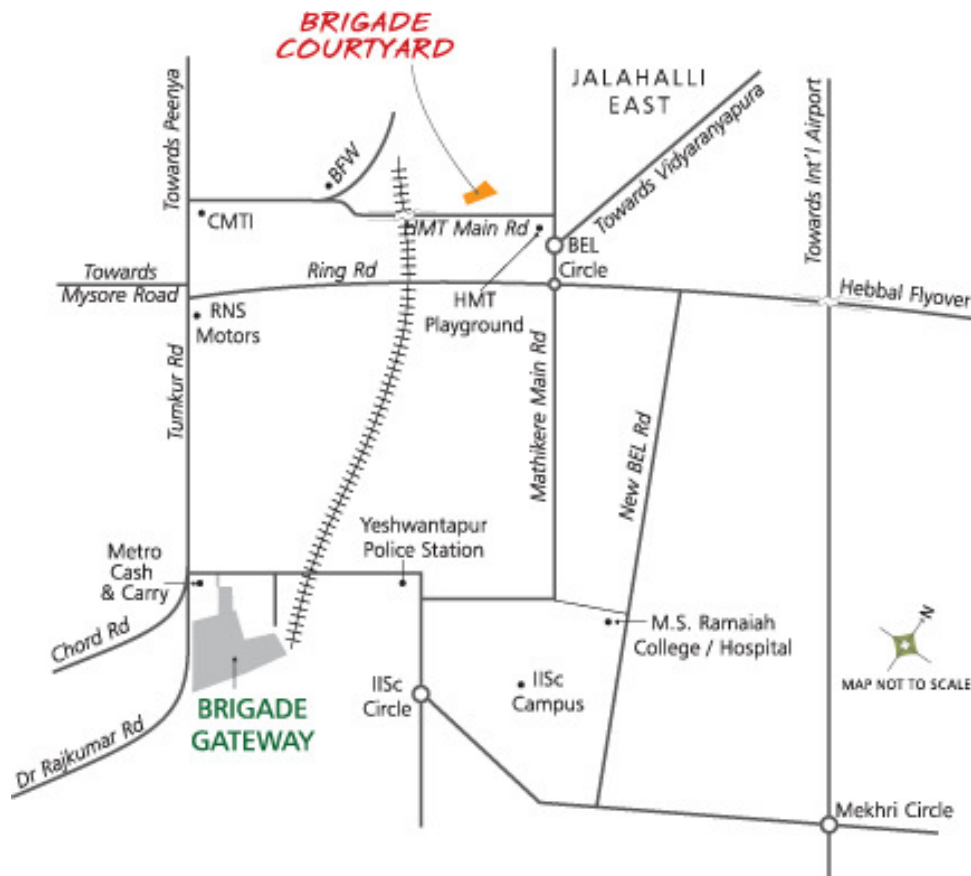 BRIGADE
COURTYARD
JALAHALLI
EAST
Towards Peenya
Towards Vidyaranyapura
Towards Int'l Airport
BFW
CMTI
HMT Main Rd
BEL
Circle
Towards
Mysore Road
Ring Rd
Hebbal Flyover
RNS
Motors
HMT
Playground
Tumkur Rd
Mathikere Main Rd
New BEL Rd
Yeshwantapur
Police Station
Metro
Cash
& Carry
Chord Rd
M.S. Ramaiah
College / Hospital
N
MAP NOT TO SCALE
IISc
Circle
IISc
Campus
BRIGADE
GATEWAY
Dr Rajkumar Rd
Mekhri Circle